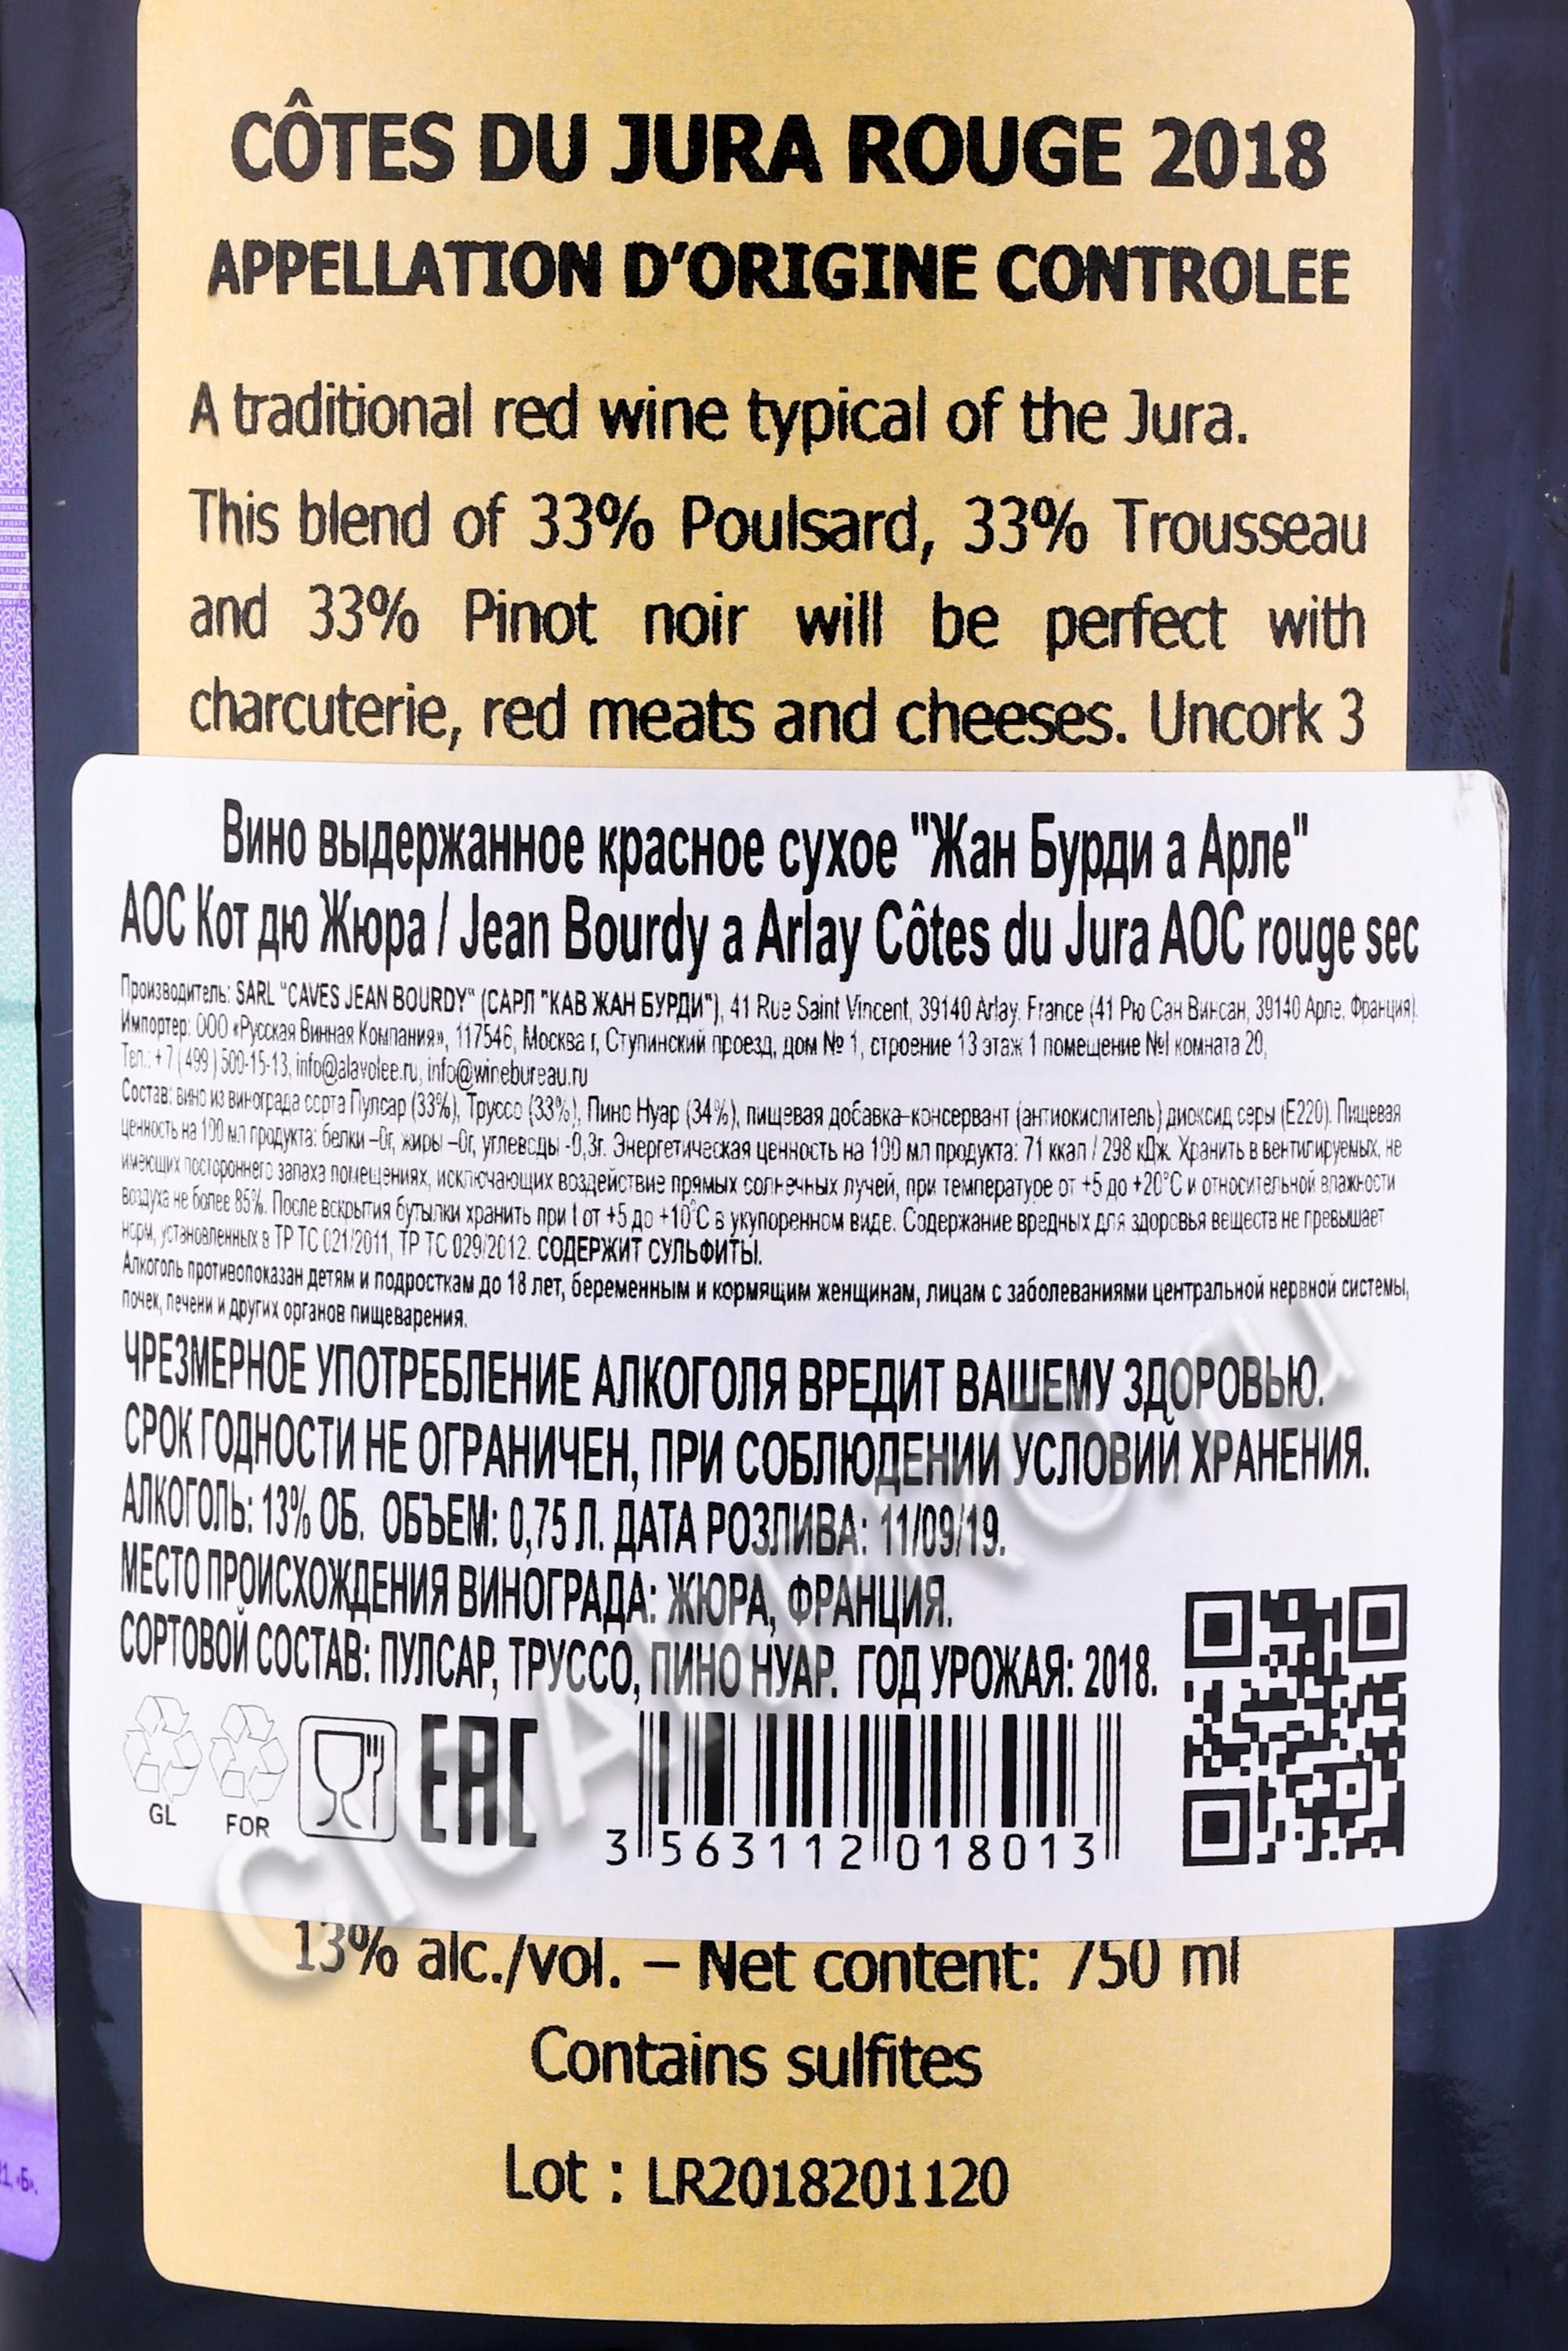 CÔTES DU JURA ROUGE 2018
APPELLATION D'ORIGINE CONTROLEE
A traditional red wine typical of the Jura.
This blend of 33% Poulsard, 33% Trousseau
and 33% Pinot noir will be perfect with
charcuterie, red meats and cheeses. Uncork 3
Вино выдержанное красное сухое "Жан Бурди а Арле"
АОС Кот дю Жюра / Jean Bourdy a Arlay Côtes du Jura AOC rouge sec
Производитель: SARL "CAVES JEAN BOURDY" (САРЛ "КАВ ЖАН БУРДИ"), 41 Rue Saint Vincent, 39140 Arlay. France (41 Рю Сан Винсан, 39140 Арле, Франция).
Импортер: ООО «Русская Винная Компания», 117546, Москва г, Ступинский проезд, дом № 1, строение 13 этаж 1 помещение №I комната 20,
Тел.: +7 ( 499 ) 500-15-13, info@alavolee.ru, info@winebureau.ru
Состав: вино из винограда сорта Пулсар (33%), Труссо (33%), Пино Нуар (34%), пищевая добавка-консервант (антиокислитель) диоксид серы (Е220). Пищевая
ценность на 100 мл продукта: белки –0г, жиры –0г, углеводы -0,3г. Энергетическая ценность на 100 мл продукта: 71 ккал / 298 кДж. Хранить в вентилируемых, не
имеющих постороннего запаха помещениях, исключающих воздействие прямых солнечных лучей, при температуре от +5 до +20°С и относительной влажности
воздуха не более 85%. После вскрытия бутылки хранить при t от +5 до +10°С в укупоренном виде. Содержание вредных для здоровья веществ не превышает
норм, установленных в ТР ТС 021/2011, ТР ТС 029/2012. СОДЕРЖИТ СУЛЬФИТЫ.
Алкоголь противопоказан детям и подросткам до 18 лет, беременным и кормящим женщинам, лицам с заболеваниями центральной нервной системы,
почек, печени и других органов пищеварения.
ЧРЕЗМЕРНОЕ УПОТРЕБЛЕНИЕ АЛКОГОЛЯ ВРЕДИТ ВАШЕМУ ЗДОРОВЬЮ.
СРОК ГОДНОСТИ НЕ ОГРАНИЧЕН, ПРИ СОБЛЮДЕНИИ УСЛОВИЙ ХРАНЕНИЯ.
АЛКОГОЛЬ: 13% ОБ. ОБЪЕМ: 0,75 Л. ДАТА РОЗЛИВА: 11/09/19.
МЕСТО ПРОИСХОЖДЕНИЯ ВИНОГРАДА: ЖЮРА, ФРАНЦИЯ.
СОРТОВОЙ СОСТАВ: ПУЛСАР, ТРУССО, ПИНО НУАР. ГОД УРОЖАЯ: 2018.
GL FOR EAC
3 563112 018013
13% alc./vol. – Net content: 750 ml
Contains sulfites
Lot : LR2018201120